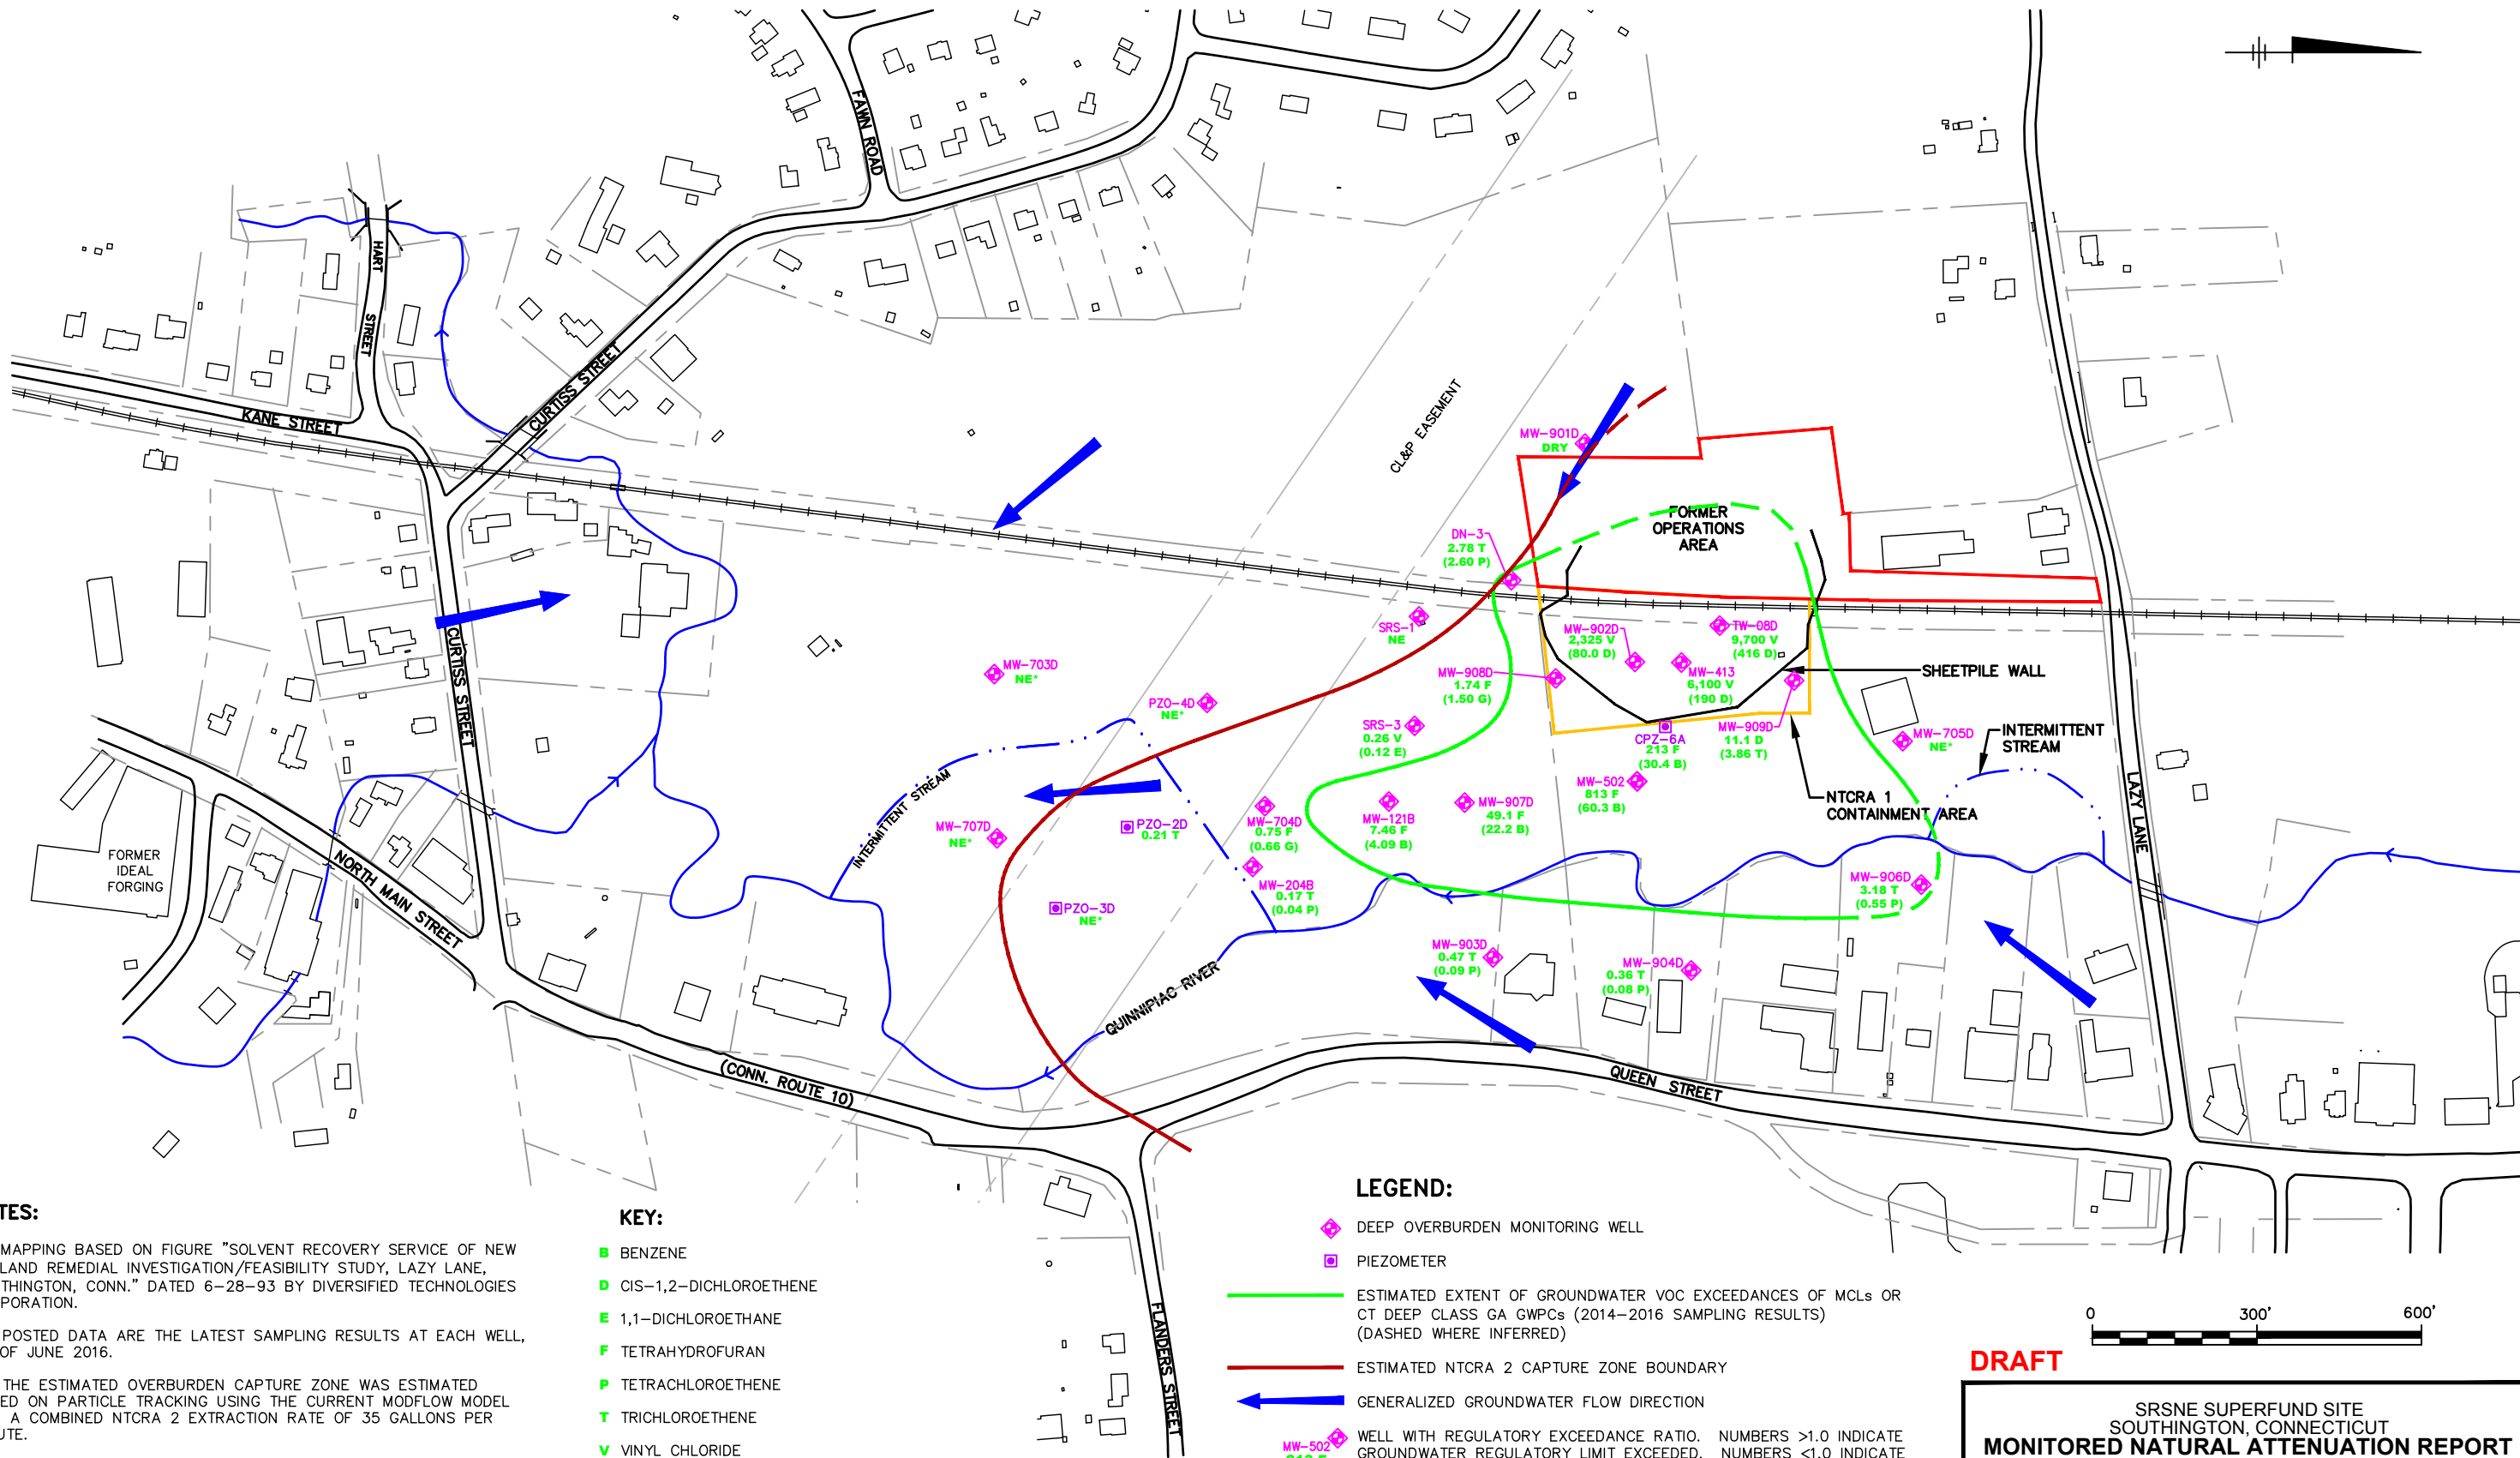 FAWN ROAD
HART
STREET
KANE STREET
CURTISS STREET
CL&P EASEMENT
MW-901D
DRY
FORMER
OPERATIONS
AREA
DN-3
2.78 T
(2.60 P)
SRS-1
NE
MW-902D
2,325 V
(80.0 D)
TW-08D
9,700 V
(416 D)
MW-413
6,100 V
(190 D)
SHEETPILE WALL
MW-908D
1.74 F
(1.50 G)
MW-703D
NE*
PZO-4D
NE*
SRS-3
0.26 V
(0.12 E)
CPZ-6A
213 F
(30.4 B)
MW-909D
11.1 D
(3.86 T)
MW-705D
NE*
INTERMITTENT
STREAM
CURTISS STREET
MW-502
813 F
(60.3 B)
NTCRA 1
CONTAINMENT AREA
LAZY LANE
INTERMITTENT STREAM
MW-707D
NE*
PZO-2D
0.21 T
MW-704D
0.75 F
(0.66 G)
MW-121B
7.46 F
(4.09 B)
MW-907D
49.1 F
(22.2 B)
FORMER
IDEAL
FORGING
NORTH MAIN STREET
PZO-3D
NE*
MW-204B
0.17 T
(0.04 P)
MW-906D
3.18 T
(0.55 P)
MW-903D
0.47 T
(0.09 P)
MW-904D
0.36 T
(0.08 P)
QUINNIPIAC RIVER
(CONN. ROUTE 10)
QUEEN STREET
FLANDERS STREET
TES:
MAPPING BASED ON FIGURE "SOLVENT RECOVERY SERVICE OF NEW
LAND REMEDIAL INVESTIGATION/FEASIBILITY STUDY, LAZY LANE,
THINGTON, CONN." DATED 6-28-93 BY DIVERSIFIED TECHNOLOGIES
PORATION.
POSTED DATA ARE THE LATEST SAMPLING RESULTS AT EACH WELL,
OF JUNE 2016.
THE ESTIMATED OVERBURDEN CAPTURE ZONE WAS ESTIMATED
ED ON PARTICLE TRACKING USING THE CURRENT MODFLOW MODEL
A COMBINED NTCRA 2 EXTRACTION RATE OF 35 GALLONS PER
UTE.
KEY:
B BENZENE
D CIS-1,2-DICHLOROETHENE
E 1,1-DICHLOROETHANE
F TETRAHYDROFURAN
P TETRACHLOROETHENE
T TRICHLOROETHENE
V VINYL CHLORIDE
LEGEND:
DEEP OVERBURDEN MONITORING WELL
PIEZOMETER
ESTIMATED EXTENT OF GROUNDWATER VOC EXCEEDANCES OF MCLs OR
CT DEEP CLASS GA GWPCs (2014-2016 SAMPLING RESULTS)
(DASHED WHERE INFERRED)
ESTIMATED NTCRA 2 CAPTURE ZONE BOUNDARY
GENERALIZED GROUNDWATER FLOW DIRECTION
MW-502
813 F
WELL WITH REGULATORY EXCEEDANCE RATIO. NUMBERS >1.0 INDICATE
GROUNDWATER REGULATORY LIMIT EXCEEDED. NUMBERS <1.0 INDICATE
0 300' 600'
DRAFT
SRSNE SUPERFUND SITE
SOUTHINGTON, CONNECTICUT
MONITORED NATURAL ATTENUATION REPORT